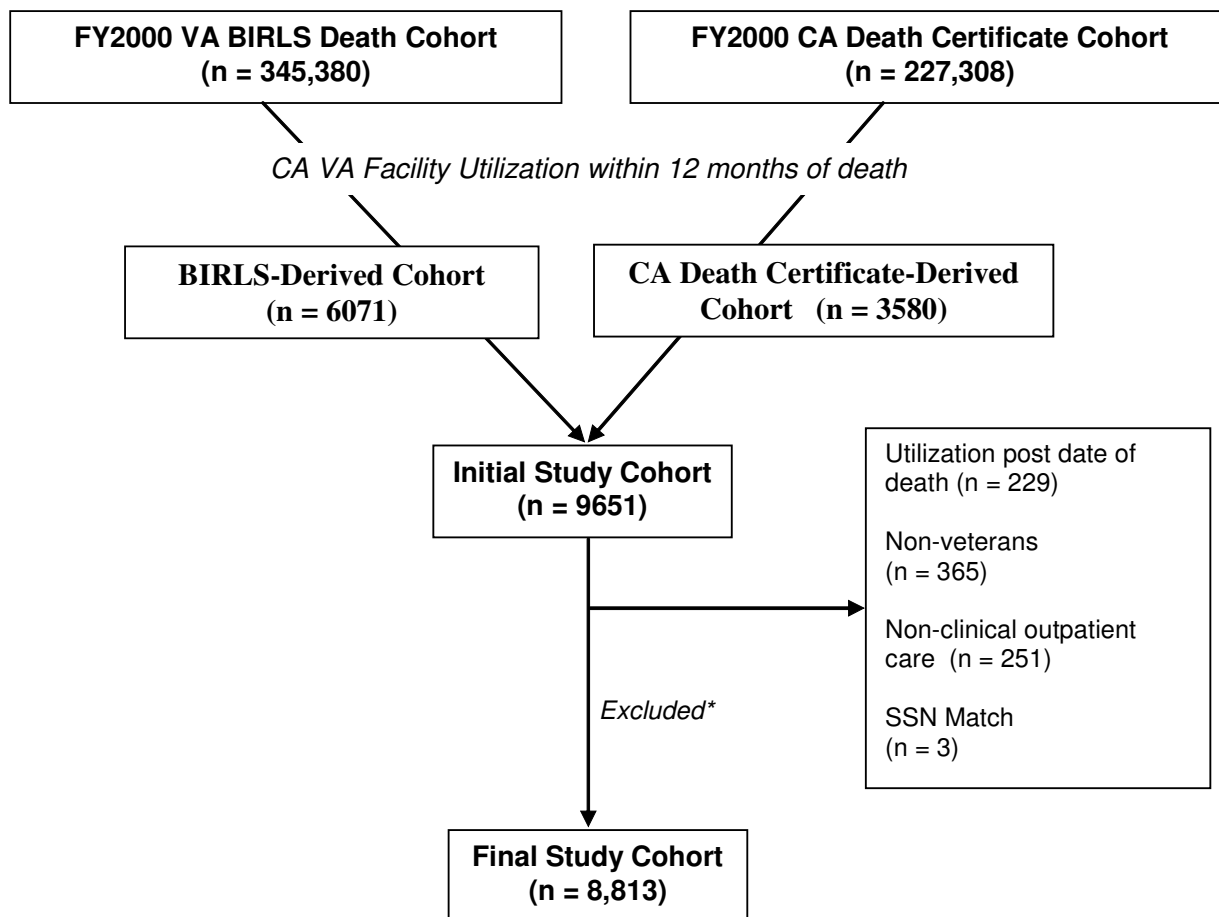 FY2000 VA BIRLS Death Cohort
(n = 345,380)
FY2000 CA Death Certificate Cohort
(n = 227,308)
CA VA Facility Utilization within 12 months of death
BIRLS-Derived Cohort
(n = 6071)
CA Death Certificate-Derived
Cohort (n = 3580)
Initial Study Cohort
(n = 9651)
Utilization post date of
death (n = 229)
Non-veterans
(n = 365)
Non-clinical outpatient
care (n = 251)
SSN Match
(n = 3)
Excluded*
Final Study Cohort
(n = 8,813)